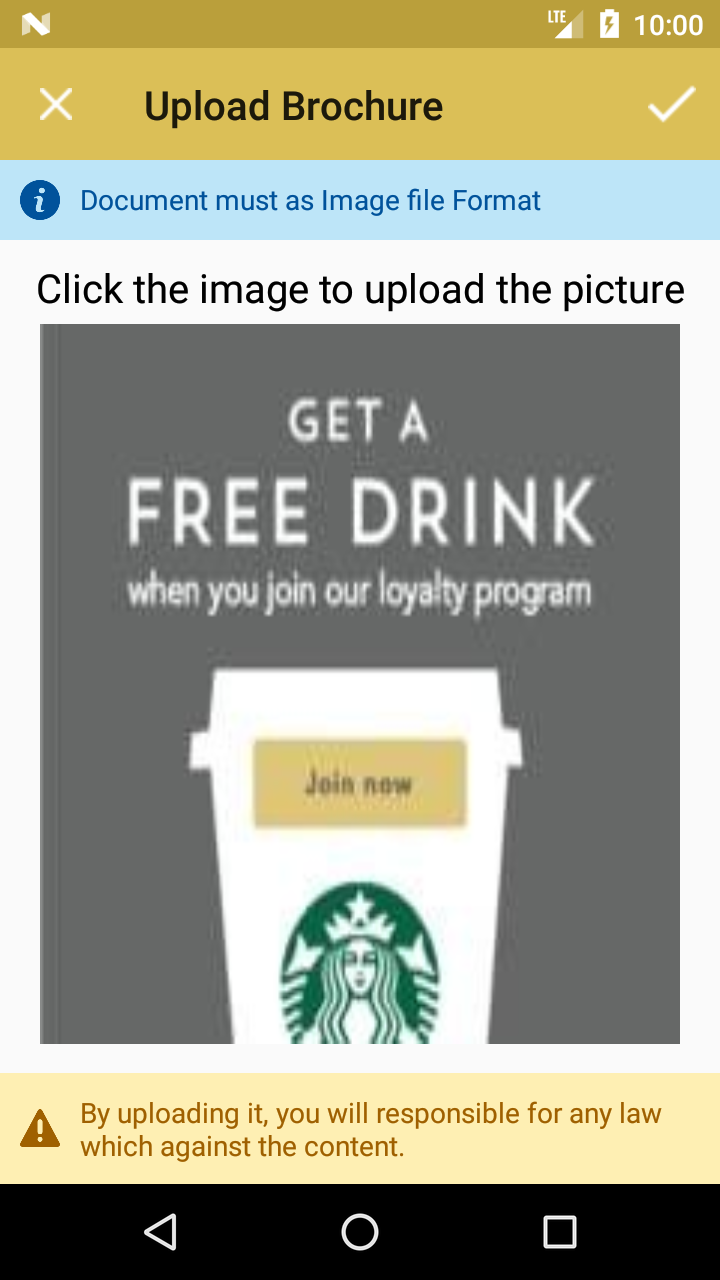 LTE 10:00
Upload Brochure
Document must as Image file Format
Click the image to upload the picture
GET A
FREE DRINK
when you join our loyalty program
Join now
By uploading it, you will responsible for any law
which against the content.